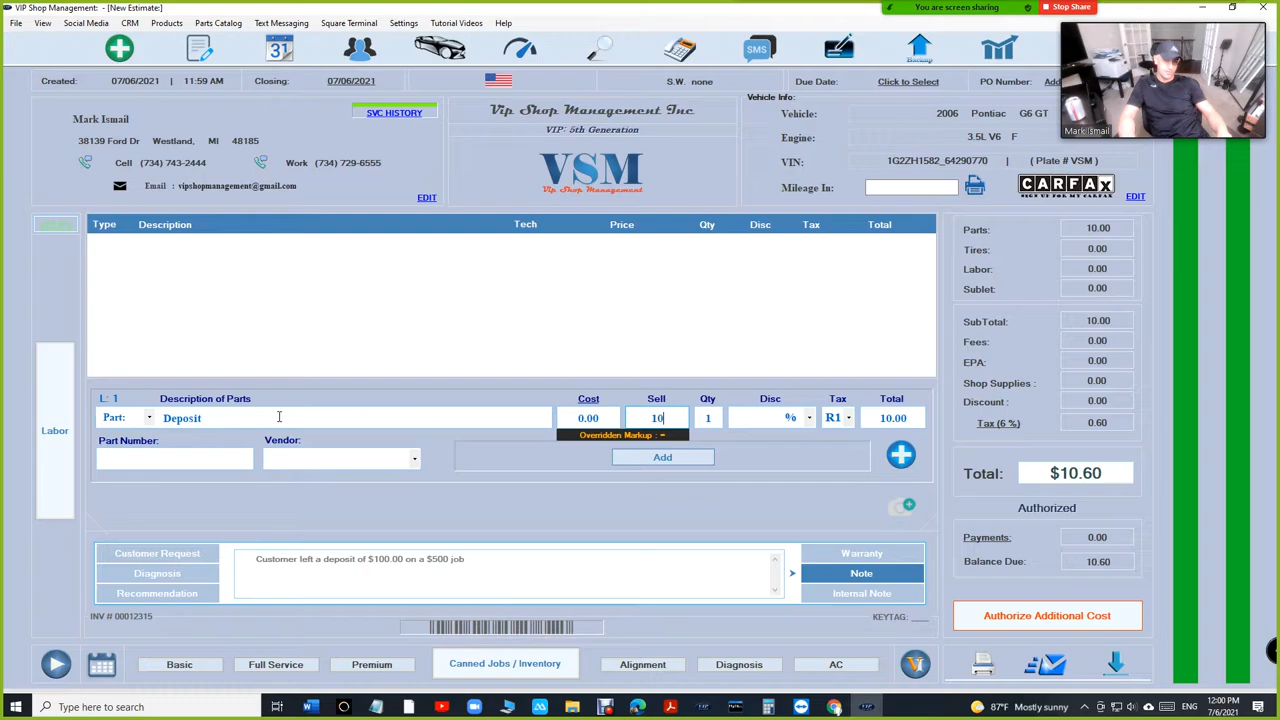 VIP Shop Management: - [New Estimate:]
You are screen sharing
Stop Share
File View Social Media CRM Products Parts Catalog Text Messaging Square Terminal Settings Tutorial Videos Help
31
SMS
Backup
Mark Ismail
Created: 07/06/2021 | 11:59 AM Closing: 07/06/2021 S.W. none Due Date: Click to Select PO Number: Add
Vehicle Info:
Mark Ismail
SVC HISTORY
38139 Ford Dr Westland, MI 48185
Cell (734) 743-2444 Work (734) 729-6555
Email : vipshopmanagement@gmail.com
EDIT
Vip Shop Management Inc
VIP: 5th Generation
VSM
Vip Shop Management
Vehicle: 2006 Pontiac G6 GT
Engine: 3.5L V6 F
VIN: 1G2ZH1582_64290770 | ( Plate # VSM )
Mileage In:
CARFAX
SIGN UP FOR MY CARFAX
EDIT
Type Description Tech Price Qty Disc Tax Total
Labor
L: 1 Description of Parts Cost Sell Qty Disc Tax Total
Part: Deposit 0.00 10 1 % R1 10.00
Overridden Markup : -
Part Number: Vendor:
Add
Customer Request
Diagnosis
Recommendation
Customer left a deposit of $100.00 on a $500 job
Warranty
Note
Internal Note
INV # 00012315
KEYTAG: ____
Parts: 10.00
Tires: 0.00
Labor: 0.00
Sublet: 0.00
SubTotal: 10.00
Fees: 0.00
EPA: 0.00
Shop Supplies : 0.00
Discount : 0.00
Tax (6 %) 0.60
Total: $10.60
Authorized
Payments: 0.00
Balance Due: 10.60
Authorize Additional Cost
Basic Full Service Premium Canned Jobs / Inventory Alignment Diagnosis AC
Type here to search
87°F Mostly sunny
12:00 PM
7/6/2021